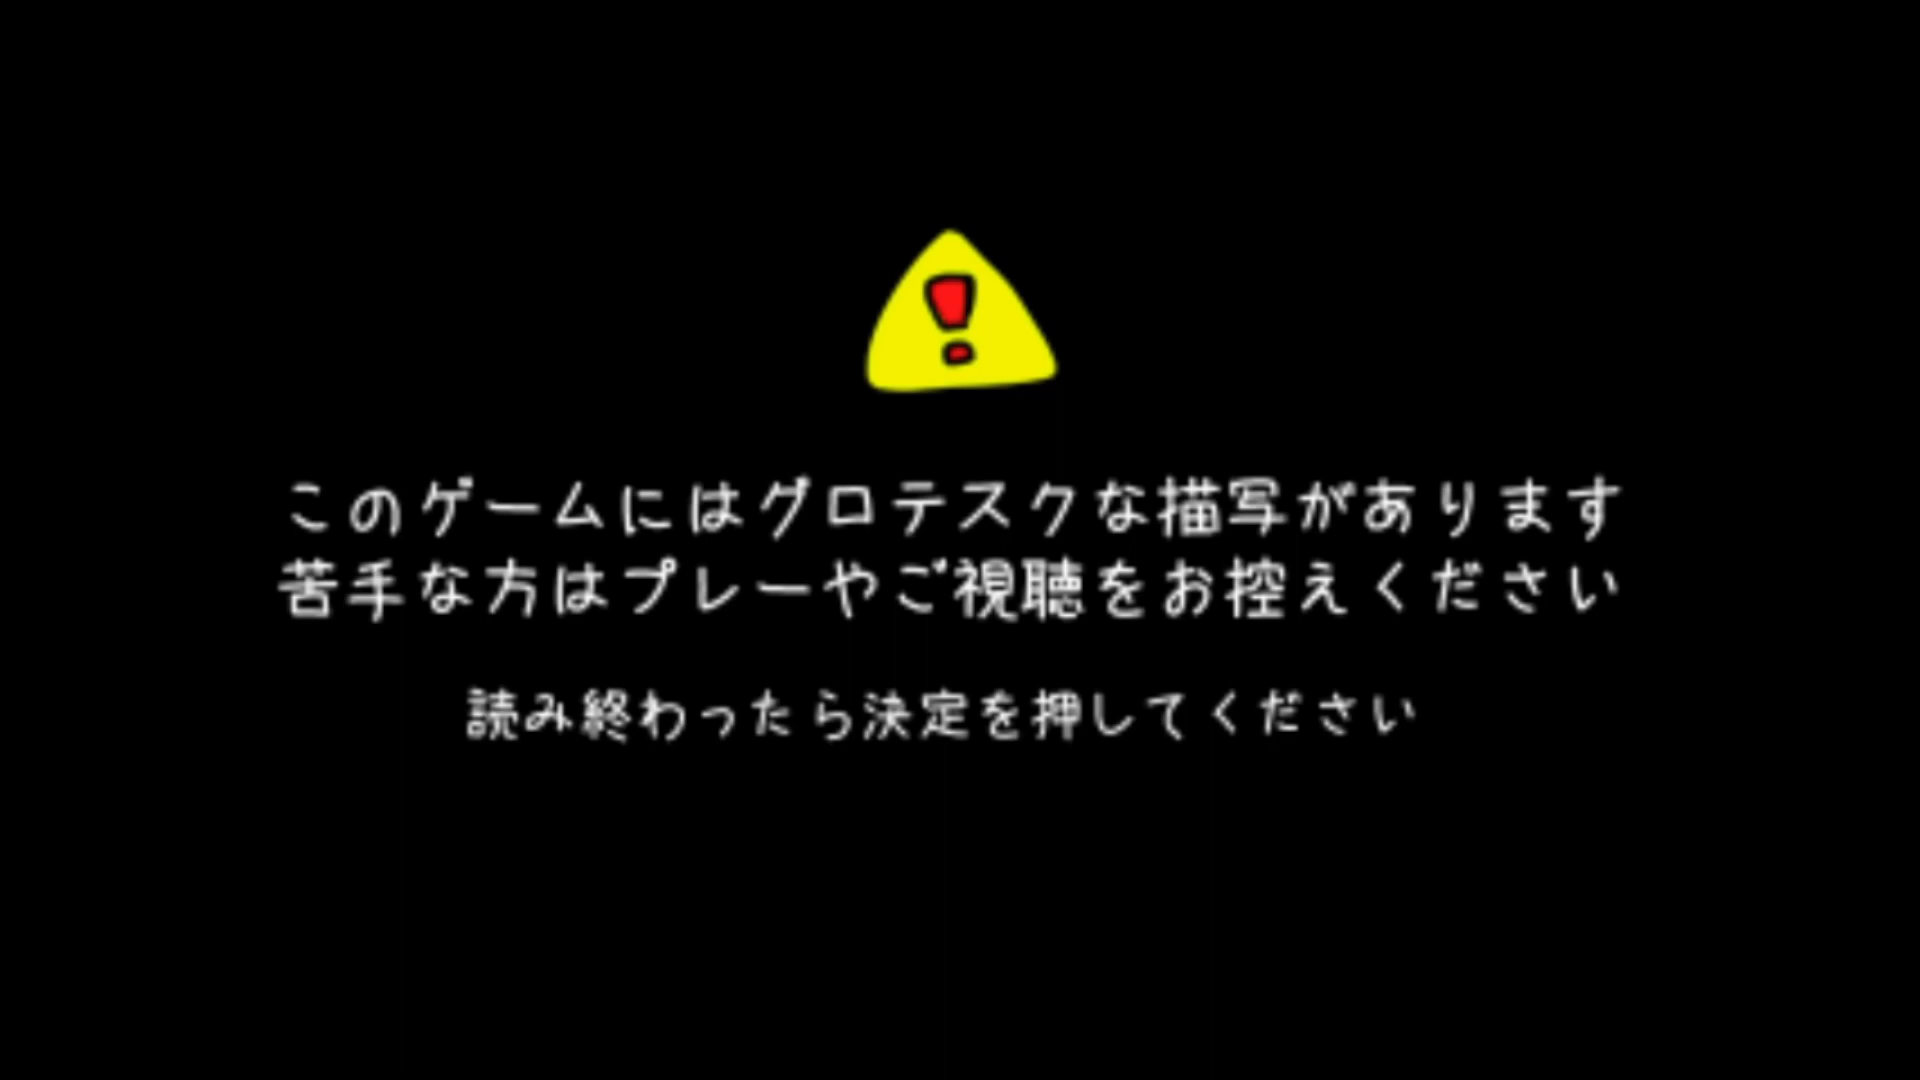 このゲームにはグロテスクな描写があります
苦手な方はプレーやご視聴をお控えください
読み終わったら決定を押してください